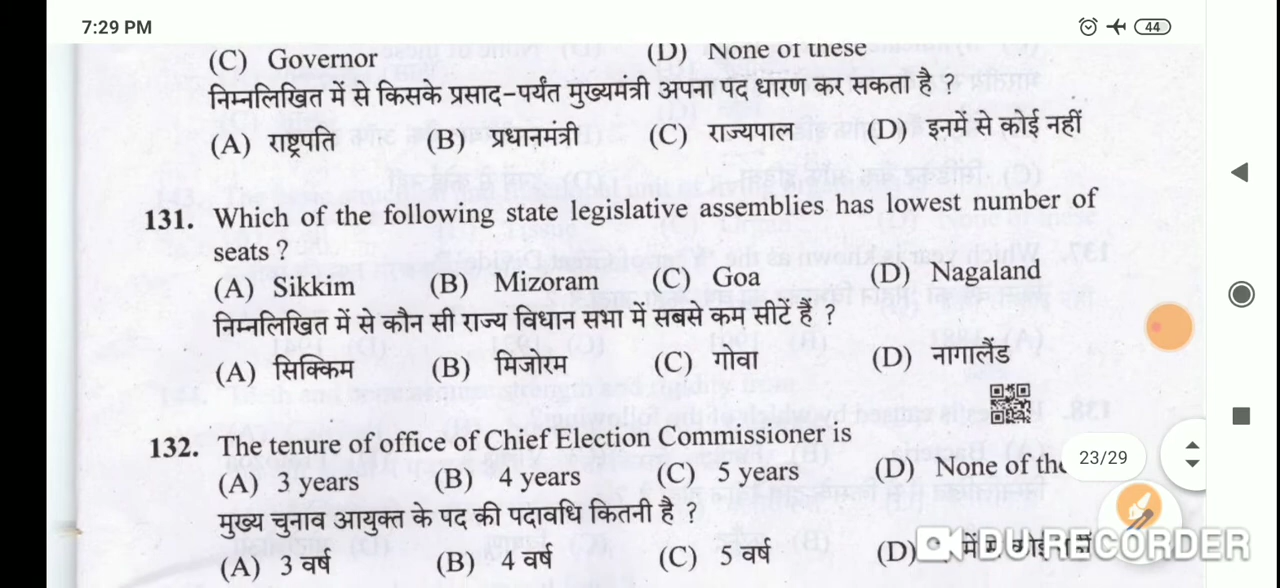 7:29 PM
44
(C) Governor (D) None of these
निम्नलिखित में से किसके प्रसाद-पर्यंत मुख्यमंत्री अपना पद धारण कर सकता है ?
(A) राष्ट्रपति (B) प्रधानमंत्री (C) राज्यपाल (D) इनमें से कोई नहीं
131. Which of the following state legislative assemblies has lowest number of
seats ?
(A) Sikkim (B) Mizoram (C) Goa (D) Nagaland
निम्नलिखित में से कौन सी राज्य विधान सभा में सबसे कम सीटें हैं ?
(A) सिक्किम (B) मिजोरम (C) गोवा (D) नागालैंड
132. The tenure of office of Chief Election Commissioner is
(A) 3 years (B) 4 years (C) 5 years (D) None of the
23/29
मुख्य चुनाव आयुक्त के पद की पदावधि कितनी है ?
(A) 3 वर्ष (B) 4 वर्ष (C) 5 वर्ष (D)
DU RECORDER